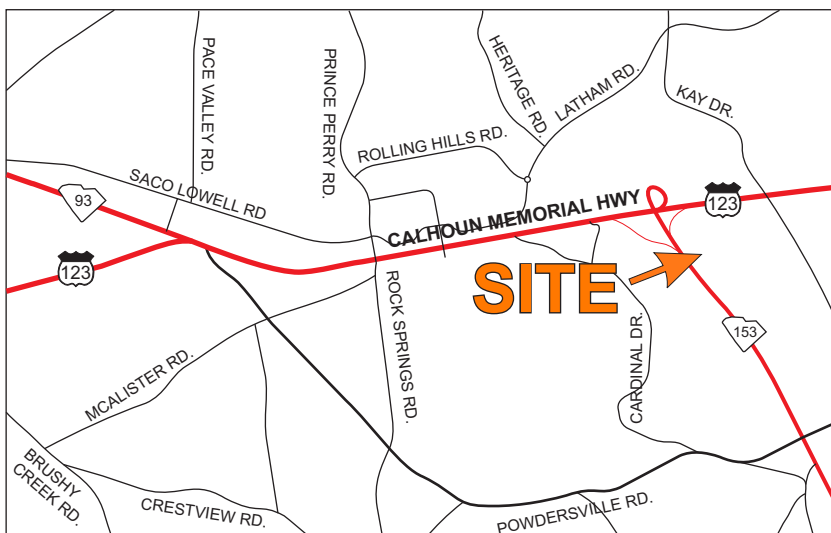 PACE VALLEY RD.
PRINCE PERRY RD.
HERITAGE RD.
LATHAM RD.
KAY DR.
ROLLING HILLS RD.
SACO LOWELL RD
93
123
CALHOUN MEMORIAL HWY
123
SITE
ROCK SPRINGS RD.
CARDINAL DR.
153
MCALISTER RD.
BRUSHY
CREEK RD.
CRESTVIEW RD.
POWDERSVILLE RD.